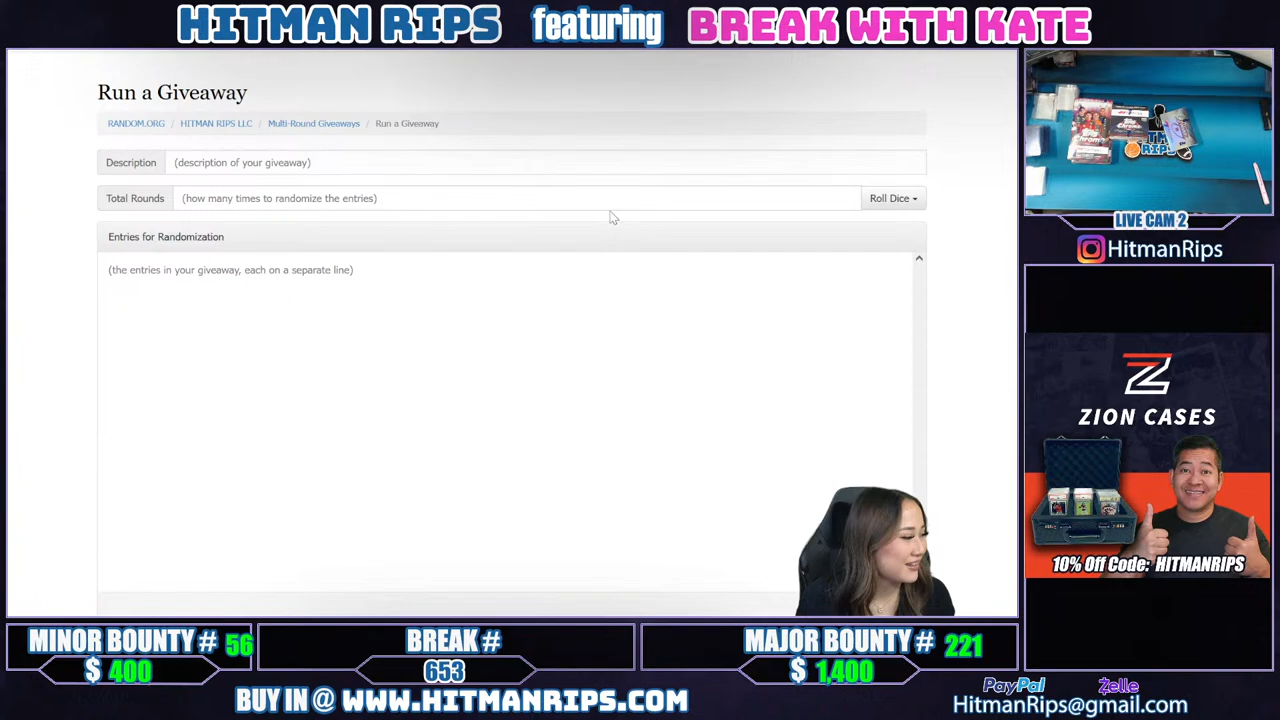 HITMAN RIPS featuring BREAK WITH KATE
Run a Giveaway
RANDOM.ORG / HITMAN RIPS LLC / Multi-Round Giveaways / Run a Giveaway
Description (description of your giveaway)
Total Rounds (how many times to randomize the entries) Roll Dice
Entries for Randomization
(the entries in your giveaway, each on a separate line)
LIVE CAM 2
HitmanRips
Z
ZION CASES
10% Off Code: HITMANRIPS
MINOR BOUNTY # 56
$ 400
BREAK #
653
MAJOR BOUNTY # 221
$ 1,400
BUY IN @ WWW.HITMANRIPS.COM
PayPal Zelle
HitmanRips@gmail.com